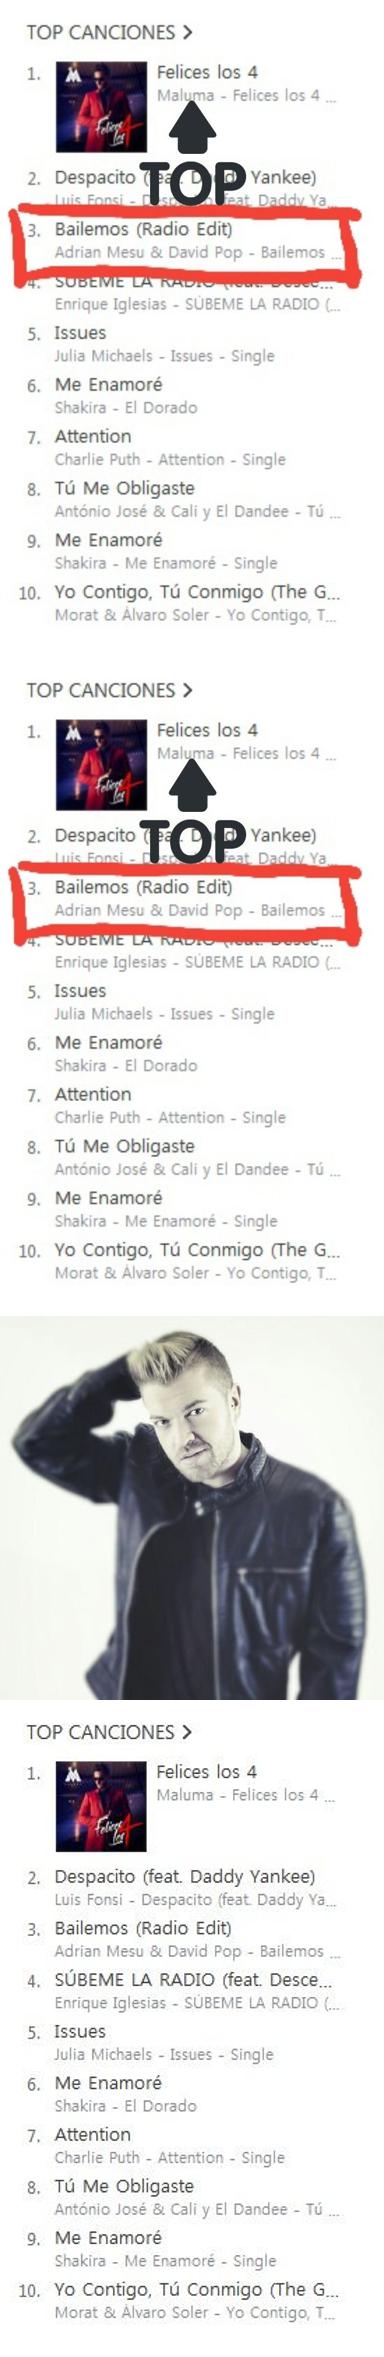 TOP CANCIONES >
1. Felices los 4
Maluma - Felices los 4 ...
TOP
2. Despacito (feat. Daddy Yankee)
Luis Fonsi - Despacito (feat. Daddy Ya...
3. Bailemos (Radio Edit)
Adrian Mesu & David Pop - Bailemos ...
4. SÚBEME LA RADIO (feat. Desce...
Enrique Iglesias - SÚBEME LA RADIO (...
5. Issues
Julia Michaels - Issues - Single
6. Me Enamoré
Shakira - El Dorado
7. Attention
Charlie Puth - Attention - Single
8. Tú Me Obligaste
António José & Cali y El Dandee - Tú ...
9. Me Enamoré
Shakira - Me Enamoré - Single
10. Yo Contigo, Tú Conmigo (The G...
Morat & Álvaro Soler - Yo Contigo, T...
TOP CANCIONES >
1. Felices los 4
Maluma - Felices los 4 ...
TOP
2. Despacito (feat. Daddy Yankee)
Luis Fonsi - Despacito (feat. Daddy Ya...
3. Bailemos (Radio Edit)
Adrian Mesu & David Pop - Bailemos ...
4. SÚBEME LA RADIO (feat. Desce...
Enrique Iglesias - SÚBEME LA RADIO (...
5. Issues
Julia Michaels - Issues - Single
6. Me Enamoré
Shakira - El Dorado
7. Attention
Charlie Puth - Attention - Single
8. Tú Me Obligaste
António José & Cali y El Dandee - Tú ...
9. Me Enamoré
Shakira - Me Enamoré - Single
10. Yo Contigo, Tú Conmigo (The G...
Morat & Álvaro Soler - Yo Contigo, T...
TOP CANCIONES >
1. Felices los 4
Maluma - Felices los 4 ...
2. Despacito (feat. Daddy Yankee)
Luis Fonsi - Despacito (feat. Daddy Ya...
3. Bailemos (Radio Edit)
Adrian Mesu & David Pop - Bailemos ...
4. SÚBEME LA RADIO (feat. Desce...
Enrique Iglesias - SÚBEME LA RADIO (...
5. Issues
Julia Michaels - Issues - Single
6. Me Enamoré
Shakira - El Dorado
7. Attention
Charlie Puth - Attention - Single
8. Tú Me Obligaste
António José & Cali y El Dandee - Tú ...
9. Me Enamoré
Shakira - Me Enamoré - Single
10. Yo Contigo, Tú Conmigo (The G...
Morat & Álvaro Soler - Yo Contigo, T...